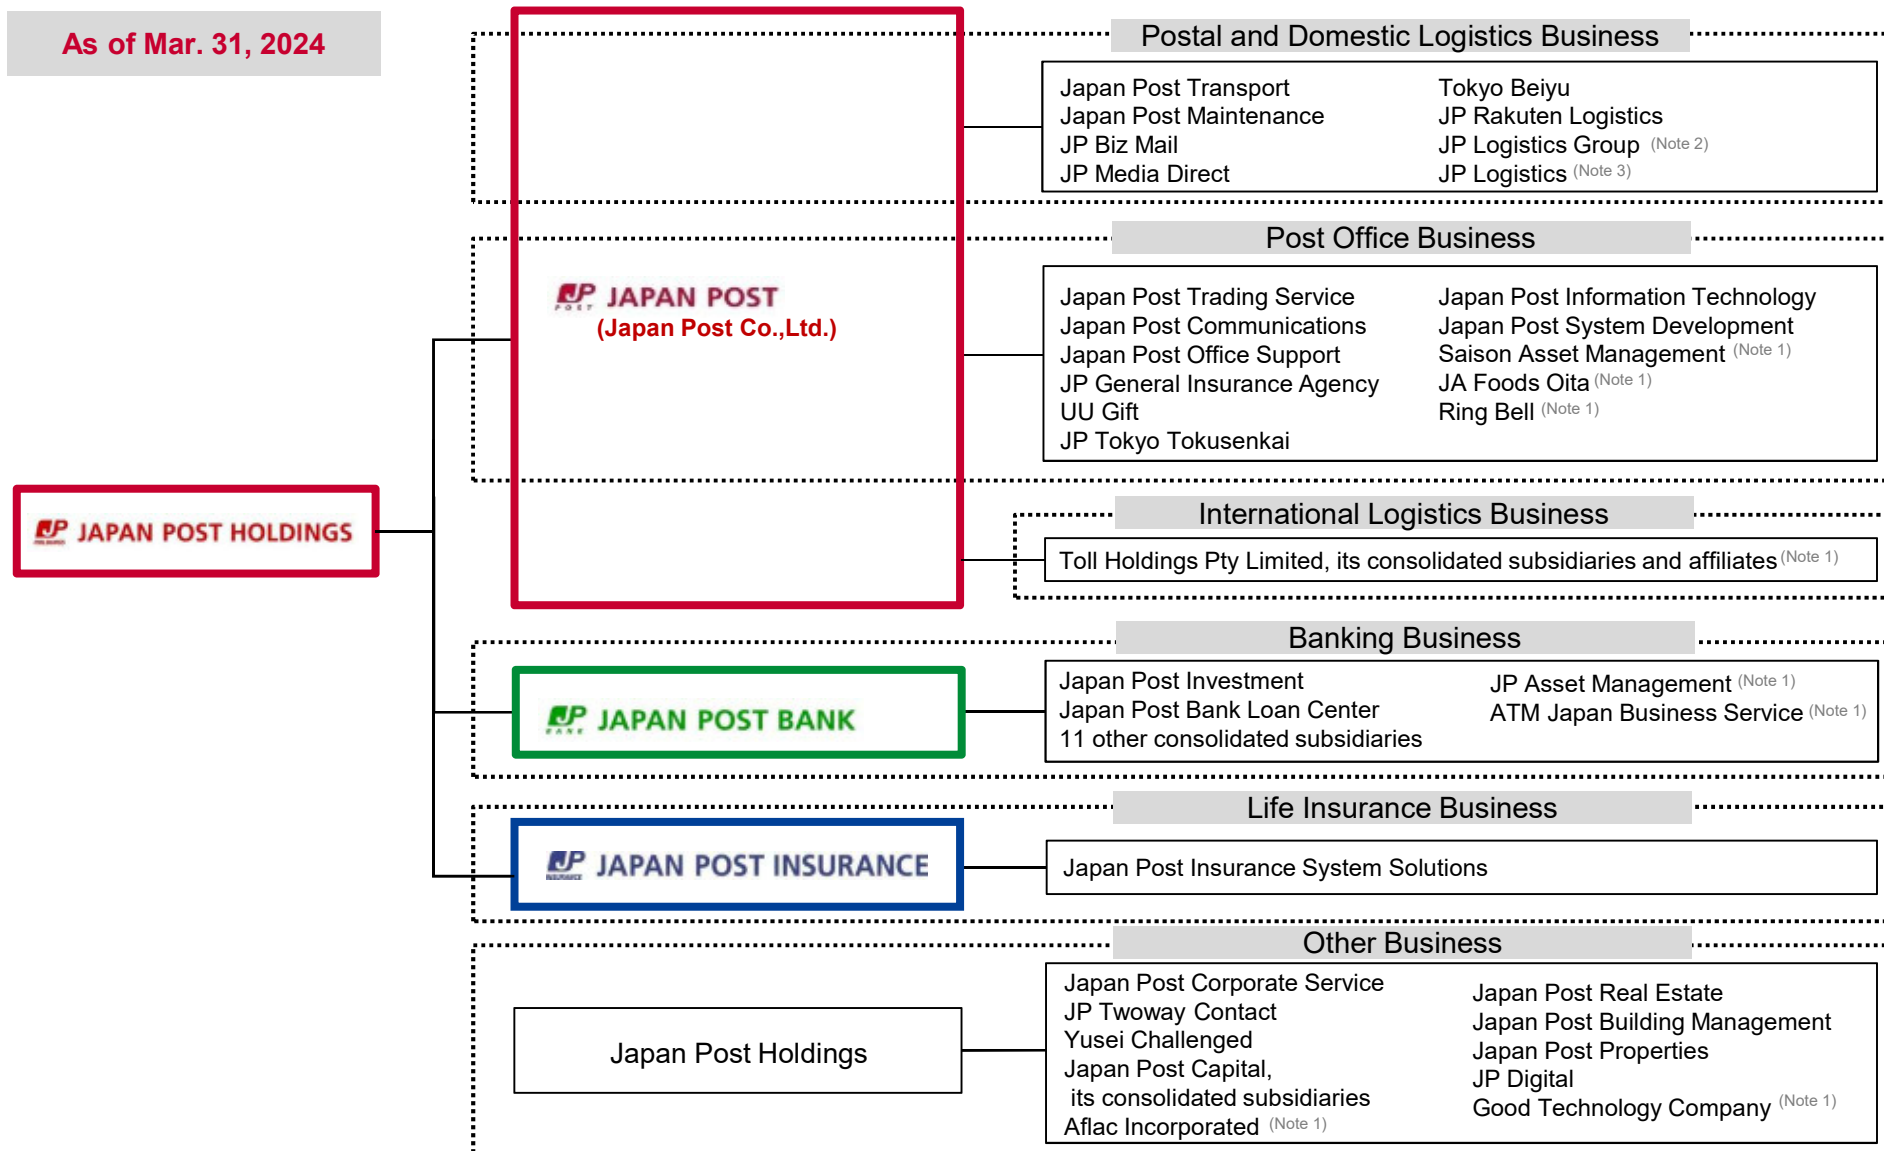 As of Mar. 31, 2024
Postal and Domestic Logistics Business
Japan Post Transport
Japan Post Maintenance
JP Biz Mail
JP Media Direct
Tokyo Beiyu
JP Rakuten Logistics
JP Logistics Group (Note 2)
JP Logistics (Note 3)
Post Office Business
JP POST JAPAN POST
(Japan Post Co.,Ltd.)
Japan Post Trading Service
Japan Post Communications
Japan Post Office Support
JP General Insurance Agency
UU Gift
JP Tokyo Tokusenkai
Japan Post Information Technology
Japan Post System Development
Saison Asset Management (Note 1)
JA Foods Oita (Note 1)
Ring Bell (Note 1)
JP JAPAN POST HOLDINGS
International Logistics Business
Toll Holdings Pty Limited, its consolidated subsidiaries and affiliates (Note 1)
Banking Business
JP BANK JAPAN POST BANK
Japan Post Investment
Japan Post Bank Loan Center
11 other consolidated subsidiaries
JP Asset Management (Note 1)
ATM Japan Business Service (Note 1)
Life Insurance Business
JP INSURANCE JAPAN POST INSURANCE
Japan Post Insurance System Solutions
Other Business
Japan Post Holdings
Japan Post Corporate Service
JP Twoway Contact
Yusei Challenged
Japan Post Capital,
its consolidated subsidiaries
Aflac Incorporated (Note 1)
Japan Post Real Estate
Japan Post Building Management
Japan Post Properties
JP Digital
Good Technology Company (Note 1)